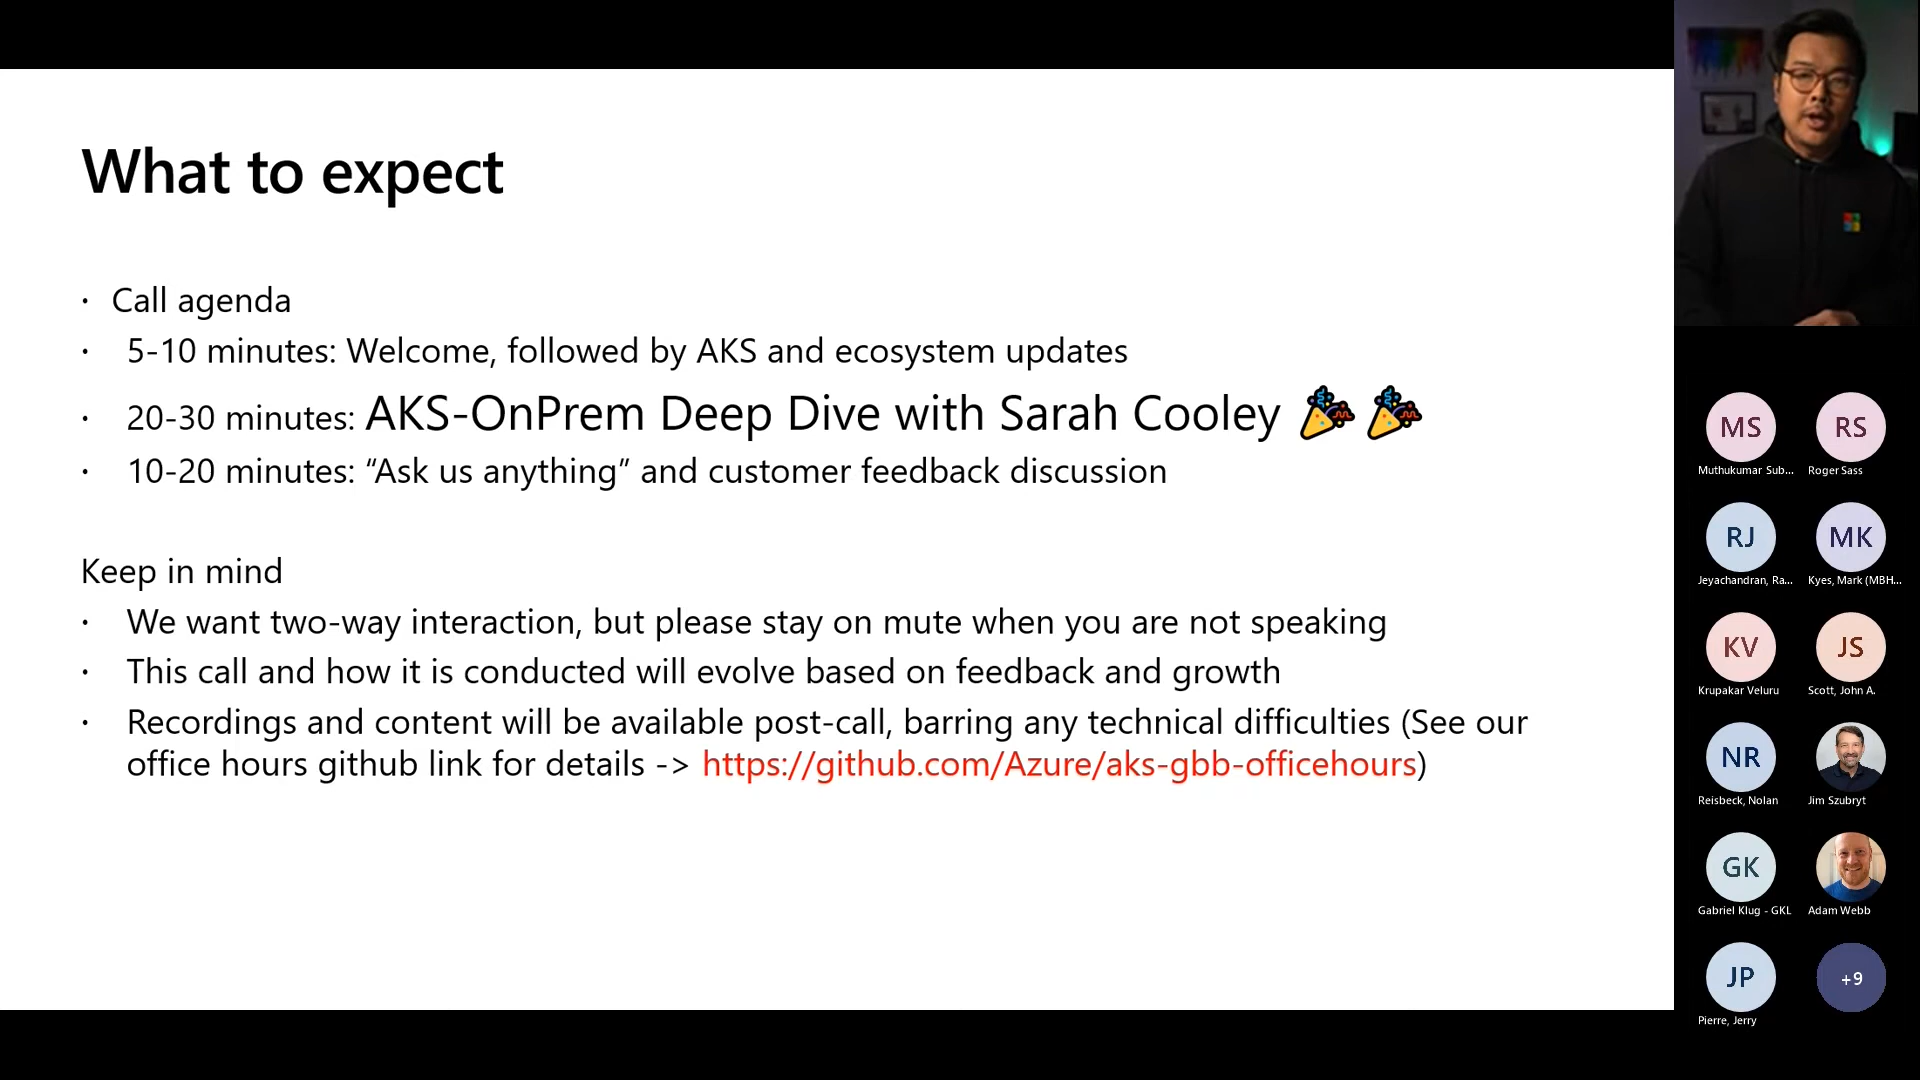 What to expect
· Call agenda
· 5-10 minutes: Welcome, followed by AKS and ecosystem updates
· 20-30 minutes: AKS-OnPrem Deep Dive with Sarah Cooley 🎉 🎉
· 10-20 minutes: “Ask us anything” and customer feedback discussion
Keep in mind
· We want two-way interaction, but please stay on mute when you are not speaking
· This call and how it is conducted will evolve based on feedback and growth
· Recordings and content will be available post-call, barring any technical difficulties (See our
office hours github link for details -> https://github.com/Azure/aks-gbb-officehours)
MS
Muthukumar Sub...
RS
Roger Sass
RJ
Jeyachandran, Ra...
MK
Kyes, Mark (MBH...
KV
Krupakar Veluru
JS
Scott, John A.
NR
Reisbeck, Nolan
Jim Szubryt
GK
Gabriel Klug - GKL
Adam Webb
JP
Pierre, Jerry
+9